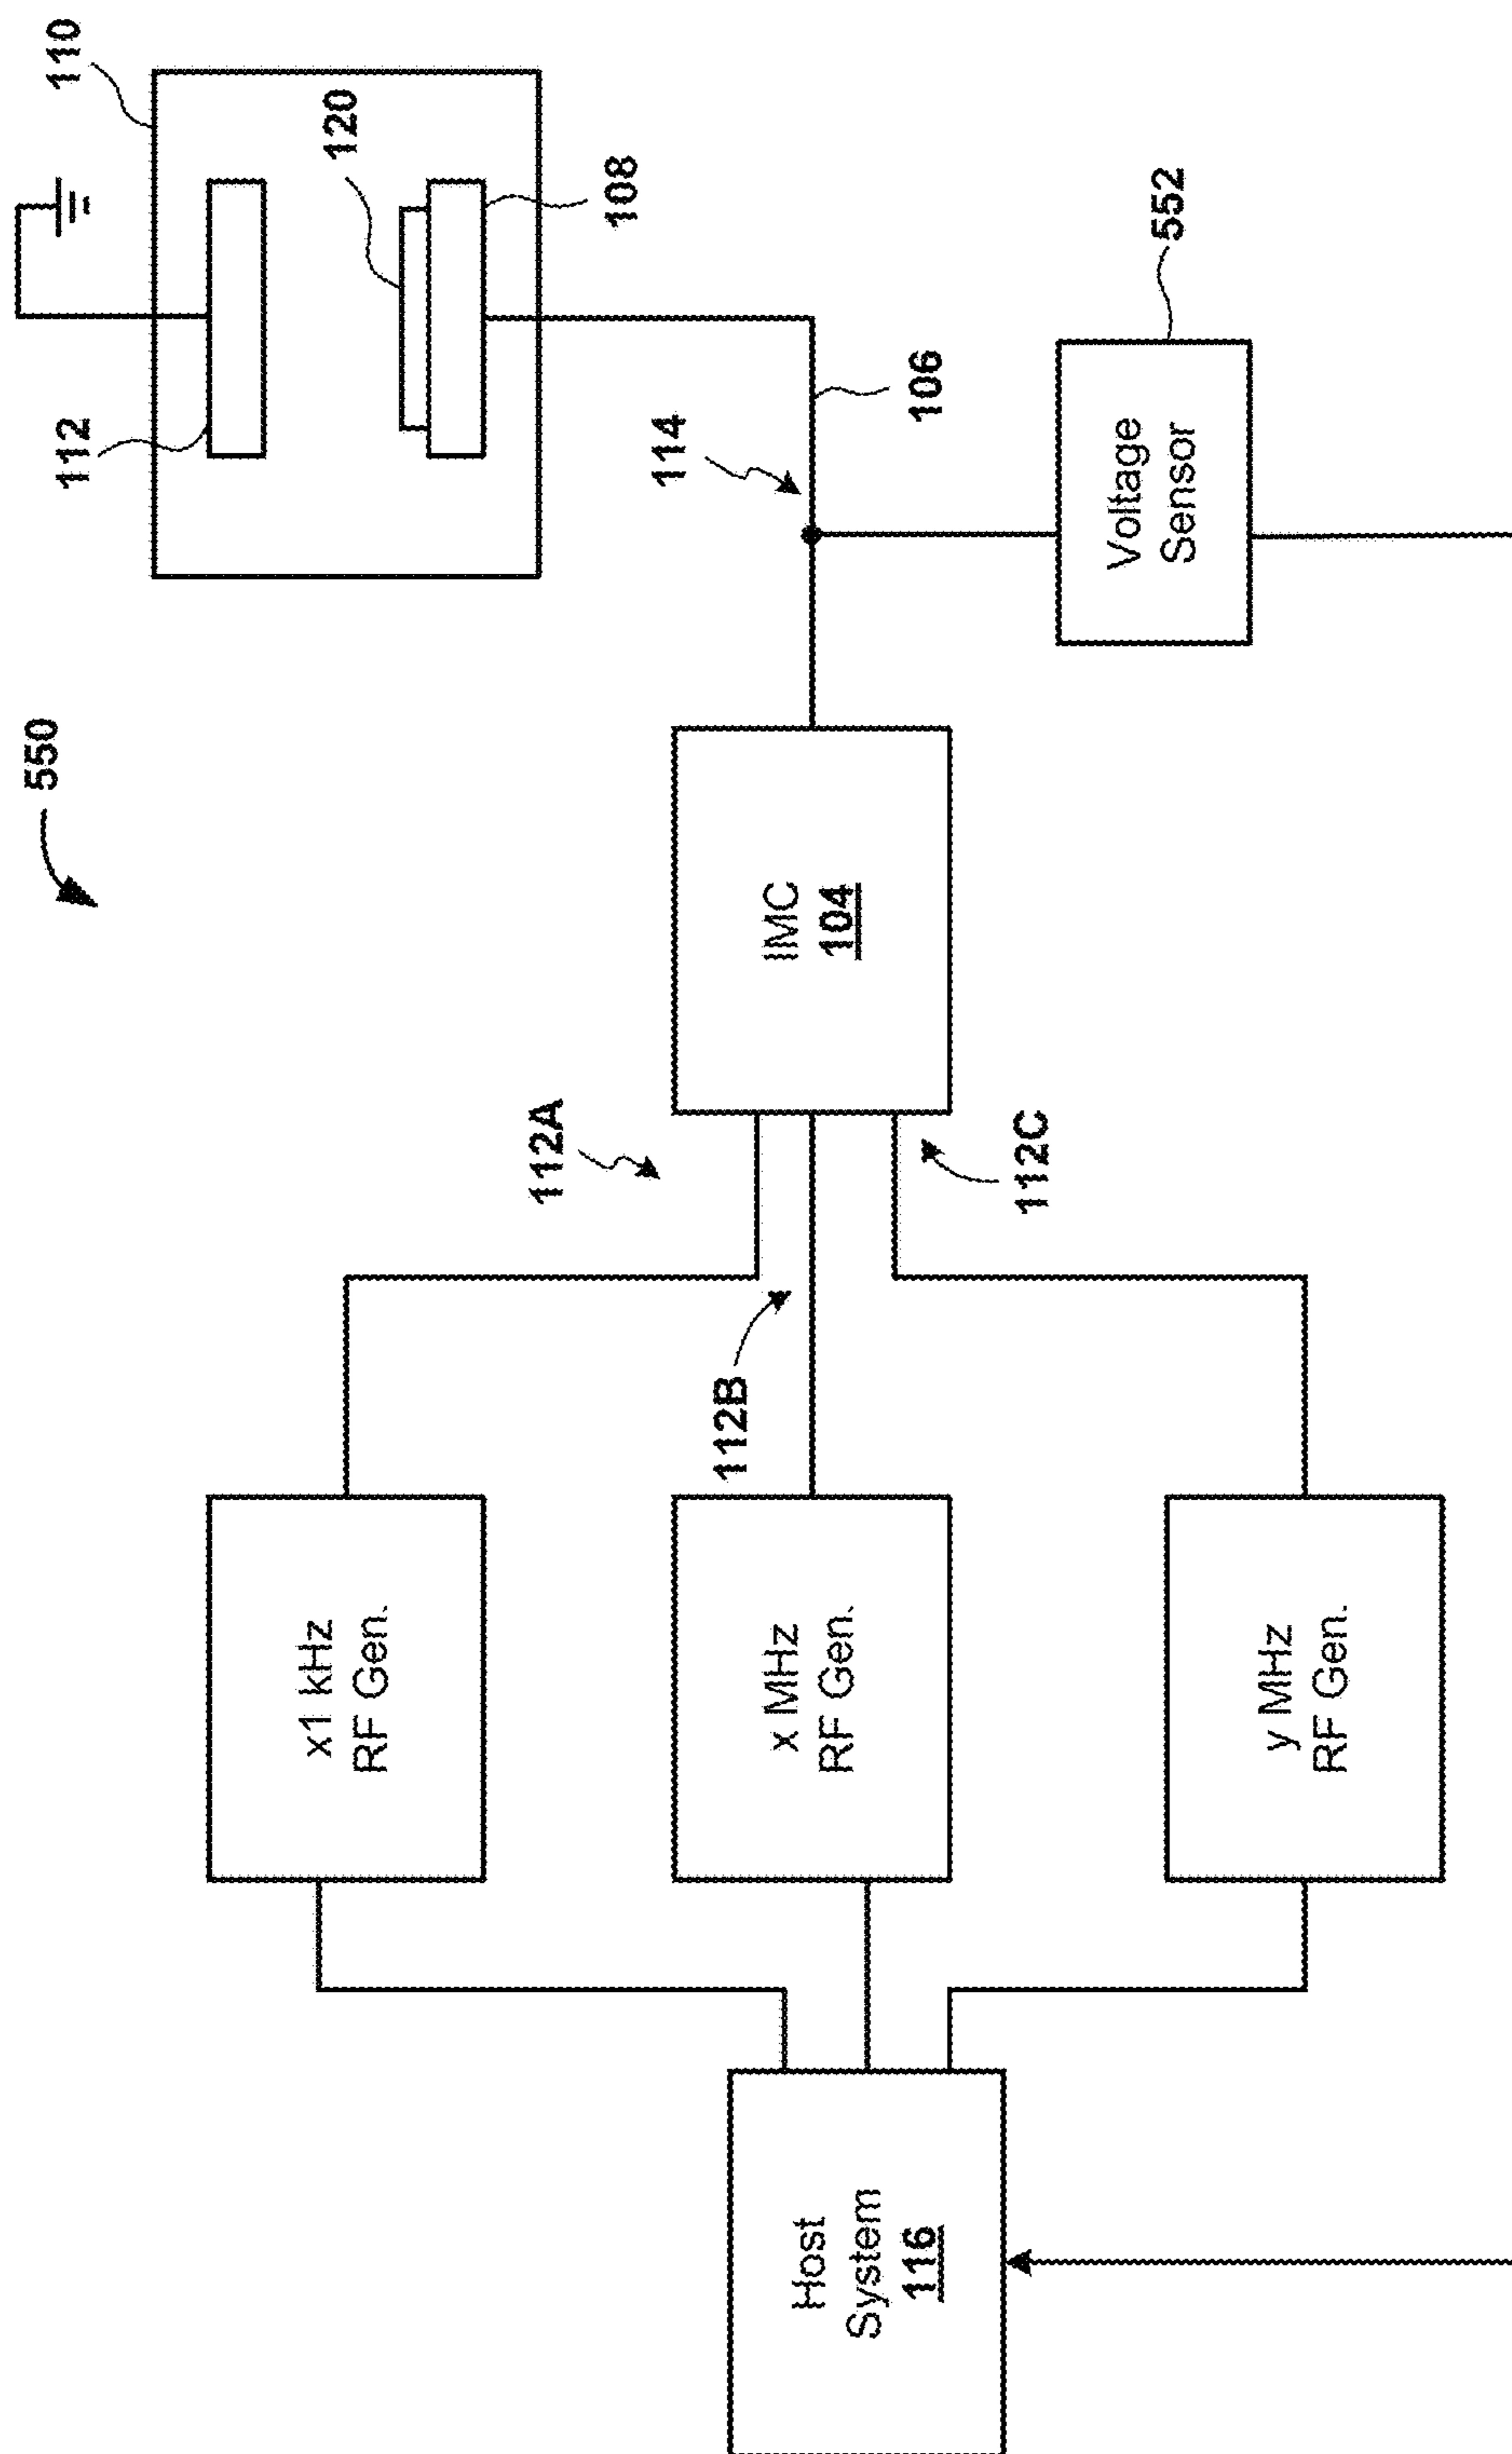 550
110
112
120
x1 kHz
RF Gen.
112A
108
114
112B
Host
System
116
x MHz
RF Gen.
IMC
104
106
112C
Voltage
Sensor
552
y MHz
RF Gen.